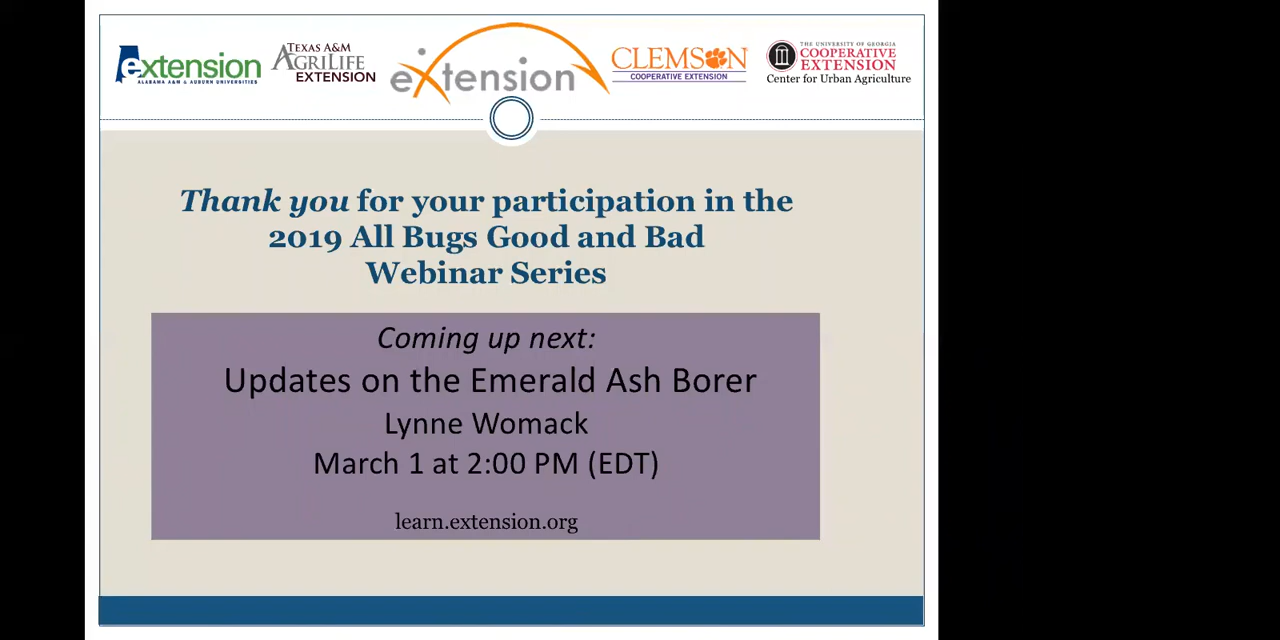 extension
ALABAMA A&M & AUBURN UNIVERSITIES
TEXAS A&M
AGRILIFE
EXTENSION
eXtension
CLEMSON
COOPERATIVE EXTENSION
THE UNIVERSITY OF GEORGIA
COOPERATIVE
EXTENSION
Center for Urban Agriculture
Thank you for your participation in the
2019 All Bugs Good and Bad
Webinar Series
Coming up next:
Updates on the Emerald Ash Borer
Lynne Womack
March 1 at 2:00 PM (EDT)
learn.extension.org